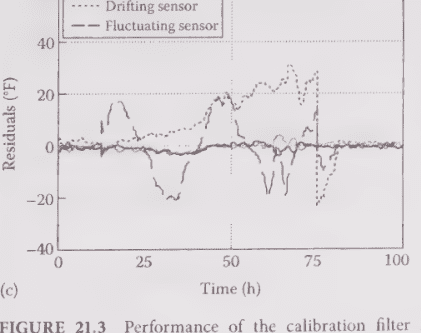 Drifting sensor
Fluctuating sensor
Residuals (°F)
40
20
0
−20
−40
0 25 50 75 100
Time (h)
(c)
FIGURE 21.3 Performance of the calibration filter